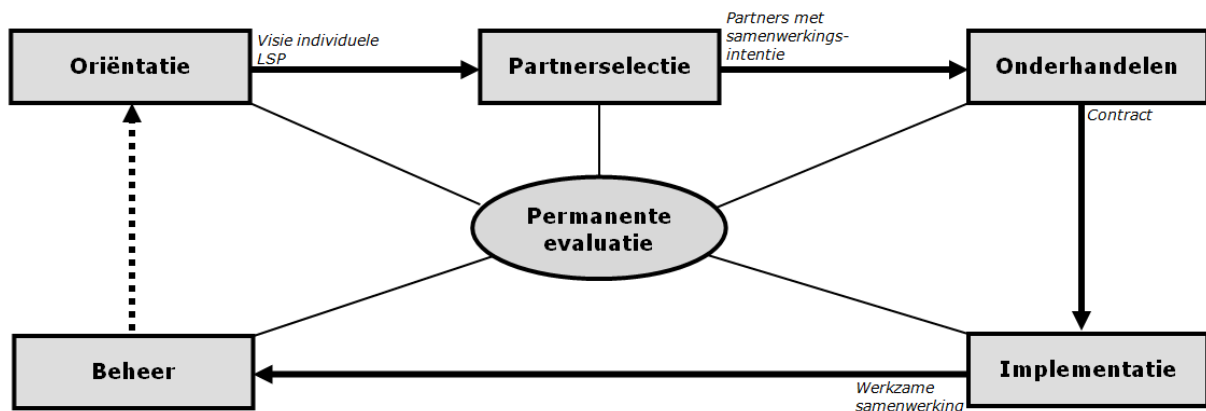 Oriëntatie
Visie individuele
LSP
Partnerselectie
Partners met
samenwerkings-
intentie
Onderhandelen
Contract
Permanente
evaluatie
Beheer
Werkzame
samenwerking
Implementatie